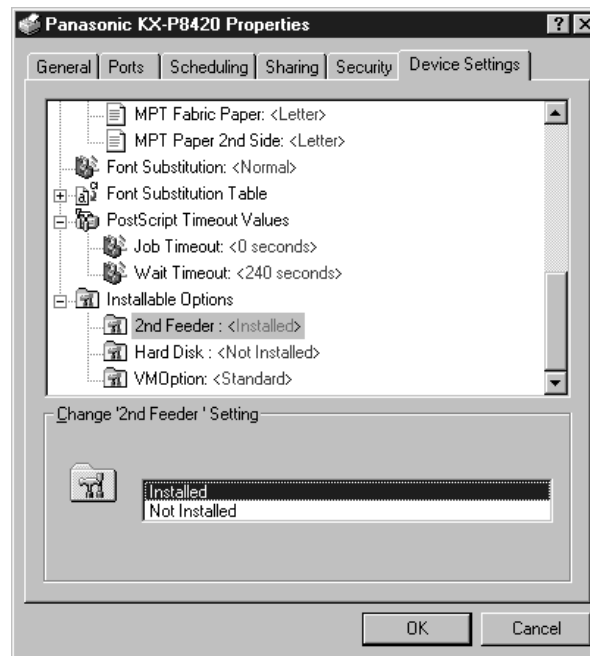 Panasonic KX-P8420 Properties
General Ports Scheduling Sharing Security Device Settings
MPT Fabric Paper: <Letter>
MPT Paper 2nd Side: <Letter>
Font Substitution: <Normal>
Font Substitution Table
PostScript Timeout Values
Job Timeout: <0 seconds>
Wait Timeout: <240 seconds>
Installable Options
2nd Feeder : <Installed>
Hard Disk : <Not Installed>
VMOption: <Standard>
Change '2nd Feeder ' Setting
Installed
Not Installed
OK Cancel